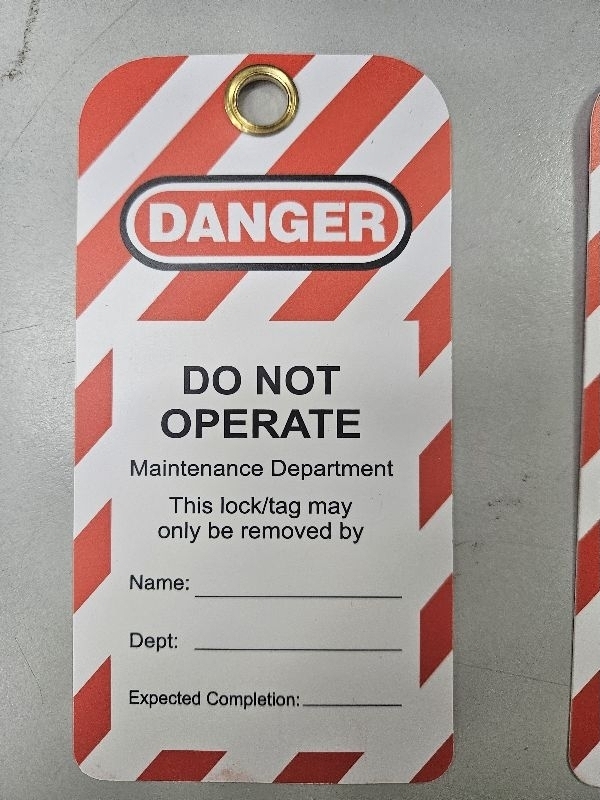 DANGER
DO NOT
OPERATE
Maintenance Department
This lock/tag may
only be removed by
Name:
Dept:
Expected Completion: